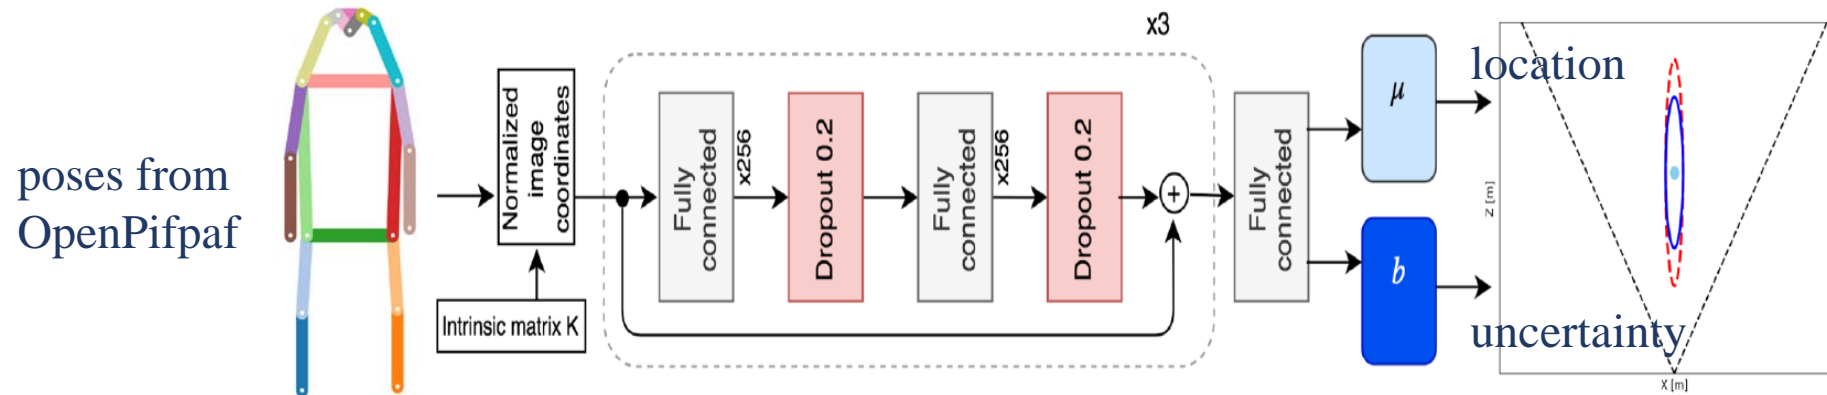 poses from
OpenPifpaf
Normalized
image
coordinates
Intrinsic matrix K
x3
Fully
connected
x256
Dropout 0.2
Fully
connected
x256
Dropout 0.2
+
Fully
connected
μ
b
location
uncertainty
Z [m]
X [m]